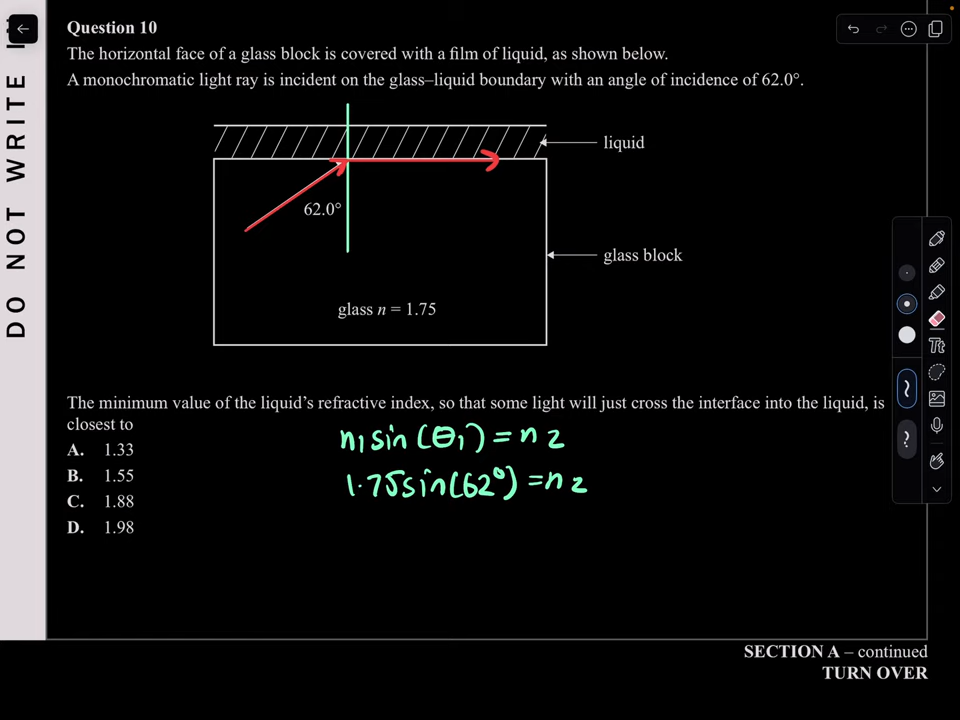 DO NOT WRITE IN
Question 10
The horizontal face of a glass block is covered with a film of liquid, as shown below.
A monochromatic light ray is incident on the glass–liquid boundary with an angle of incidence of 62.0°.
liquid
62.0°
glass block
glass n = 1.75
The minimum value of the liquid's refractive index, so that some light will just cross the interface into the liquid, is
closest to
A. 1.33
B. 1.55
C. 1.88
D. 1.98
n₁ sin(θ₁) = n₂
1.75 sin(62°) = n₂
Tt
SECTION A – continued
TURN OVER